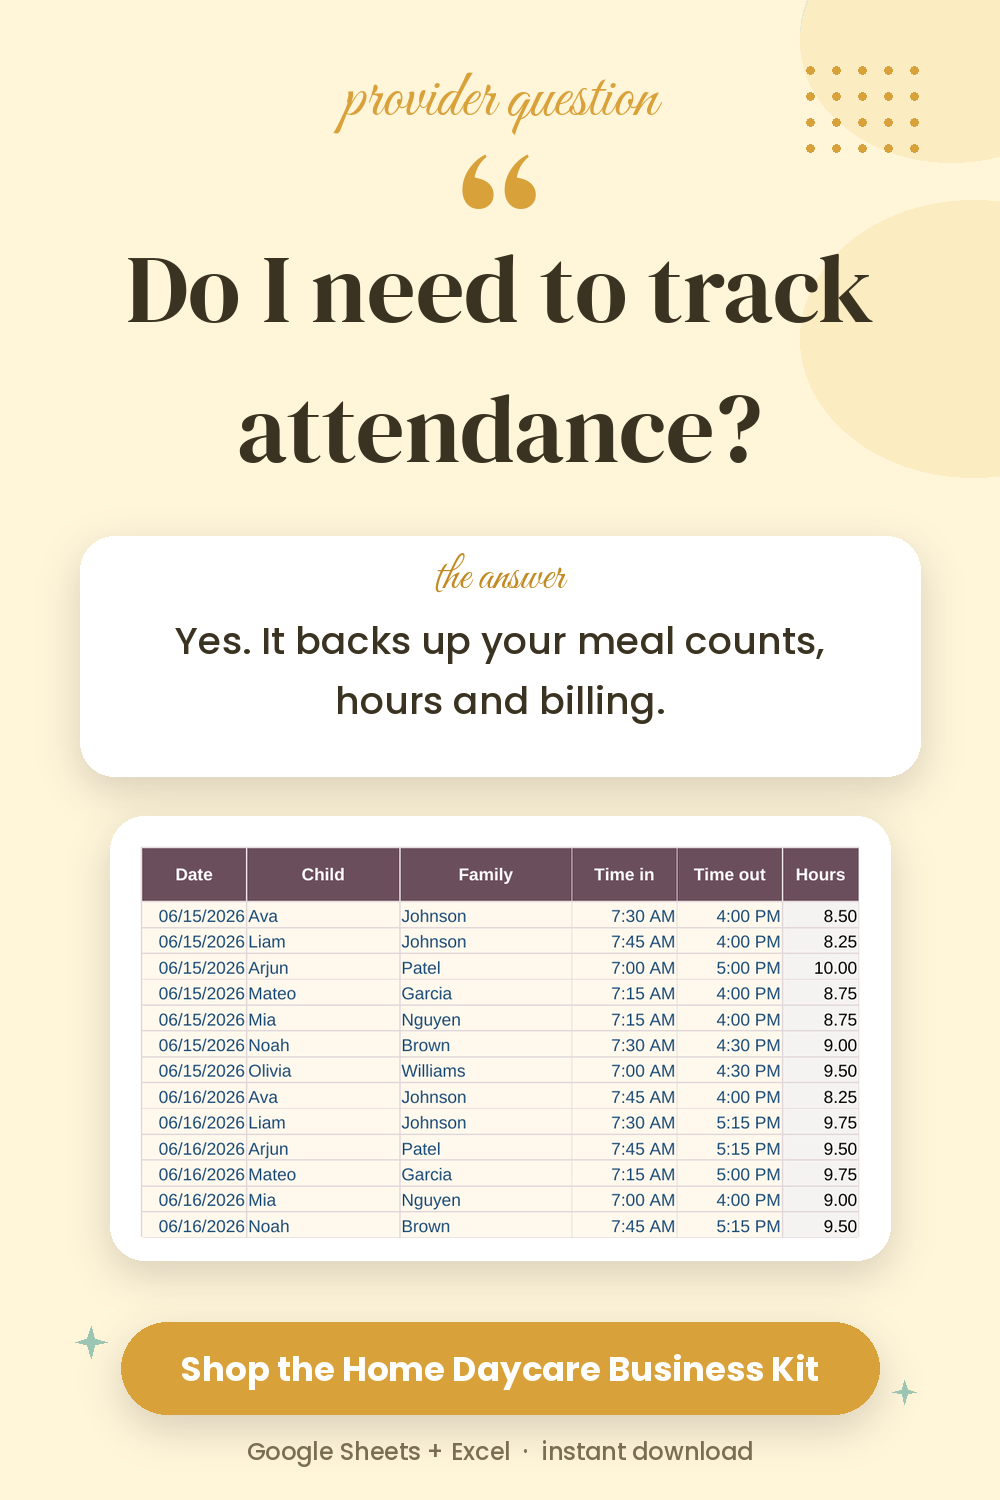 provider question
“
Do I need to track
attendance?
the answer
Yes. It backs up your meal counts,
hours and billing.
Date Child Family Time in Time out Hours
06/15/2026 Ava Johnson 7:30 AM 4:00 PM 8.50
06/15/2026 Liam Johnson 7:45 AM 4:00 PM 8.25
06/15/2026 Arjun Patel 7:00 AM 5:00 PM 10.00
06/15/2026 Mateo Garcia 7:15 AM 4:00 PM 8.75
06/15/2026 Mia Nguyen 7:15 AM 4:00 PM 8.75
06/15/2026 Noah Brown 7:30 AM 4:30 PM 9.00
06/15/2026 Olivia Williams 7:00 AM 4:30 PM 9.50
06/16/2026 Ava Johnson 7:45 AM 4:00 PM 8.25
06/16/2026 Liam Johnson 7:30 AM 5:15 PM 9.75
06/16/2026 Arjun Patel 7:45 AM 5:15 PM 9.50
06/16/2026 Mateo Garcia 7:15 AM 5:00 PM 9.75
06/16/2026 Mia Nguyen 7:00 AM 4:00 PM 9.00
06/16/2026 Noah Brown 7:45 AM 5:15 PM 9.50
Shop the Home Daycare Business Kit
Google Sheets + Excel · instant download